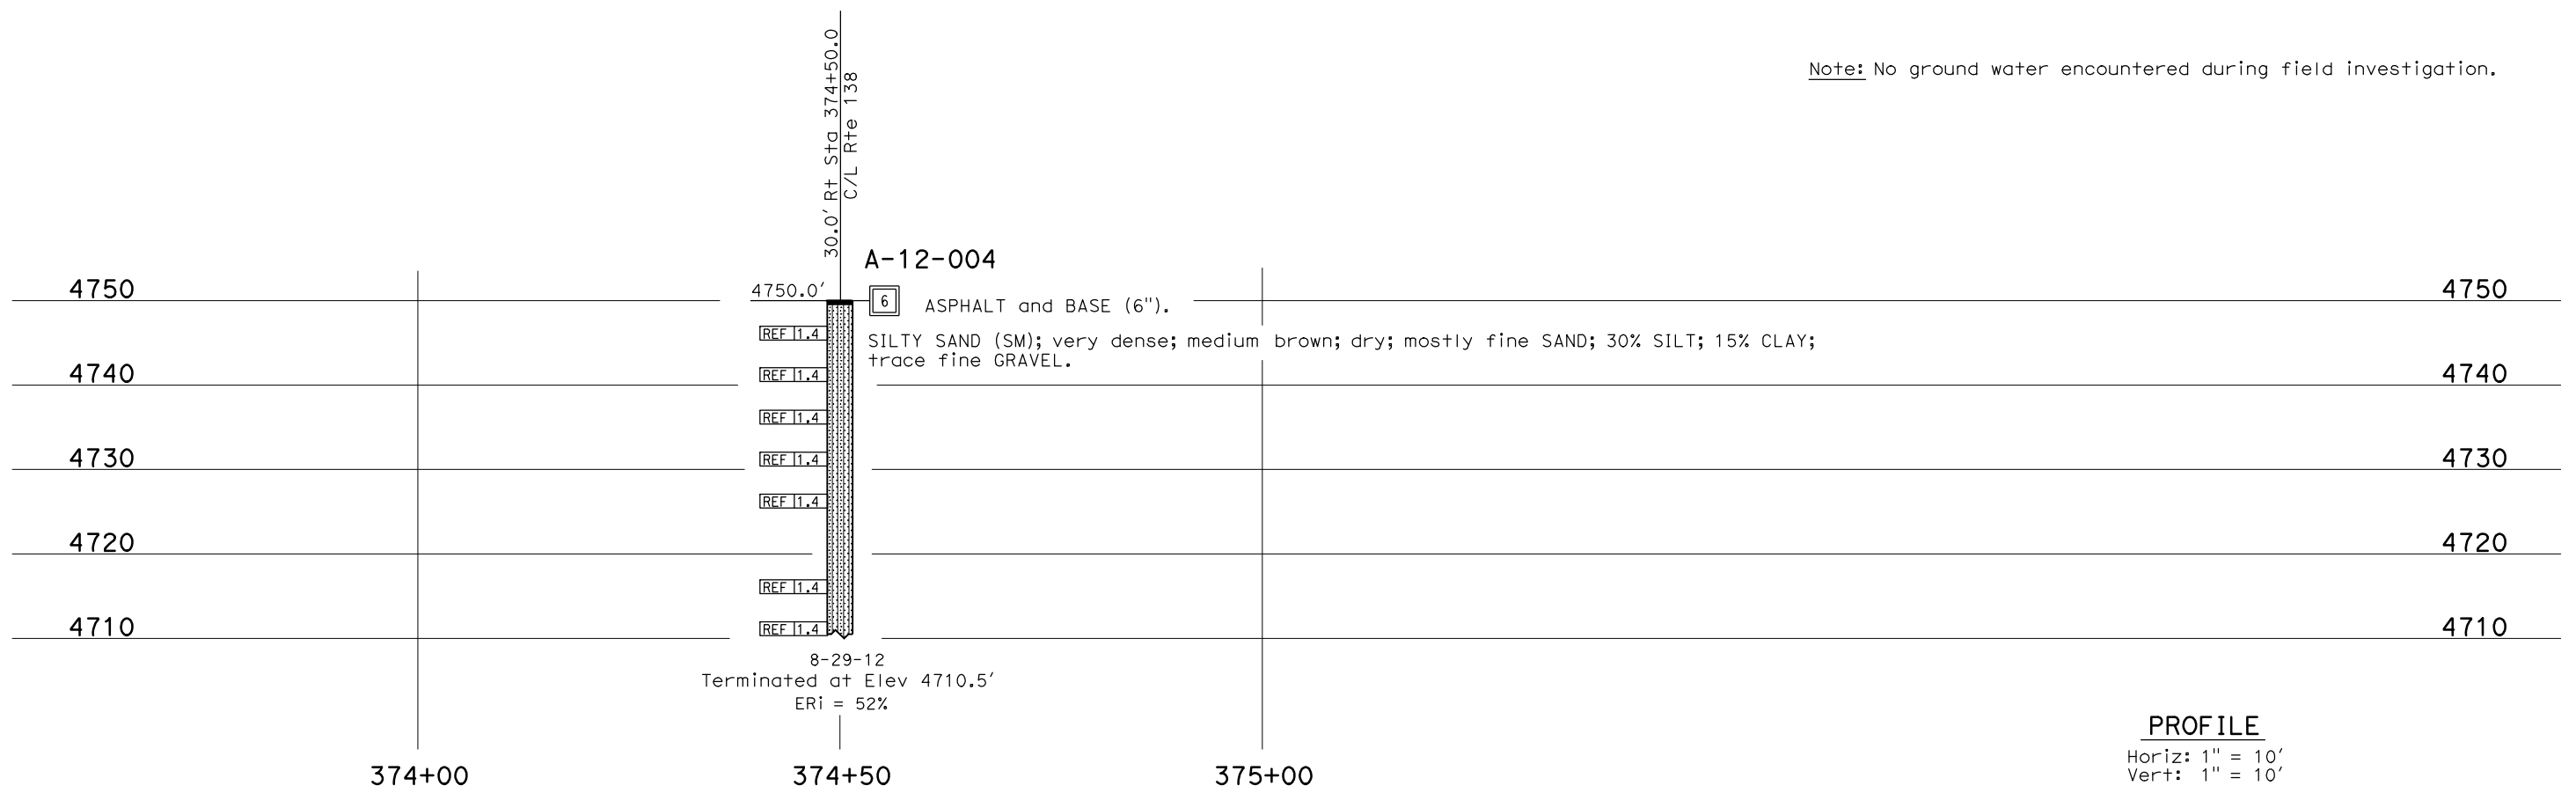 30.0' Rt Sta 374+50.0
C/L Rte 138
Note: No ground water encountered during field investigation.
A-12-004
4750
4750.0'
6
ASPHALT and BASE (6").
4750
REF 1.4
SILTY SAND (SM); very dense; medium brown; dry; mostly fine SAND; 30% SILT; 15% CLAY;
trace fine GRAVEL.
4740
REF 1.4
4740
REF 1.4
4730
REF 1.4
4730
REF 1.4
4720
4720
REF 1.4
4710
REF 1.4
4710
8-29-12
Terminated at Elev 4710.5'
ERi = 52%
PROFILE
Horiz: 1" = 10'
Vert: 1" = 10'
374+00
374+50
375+00